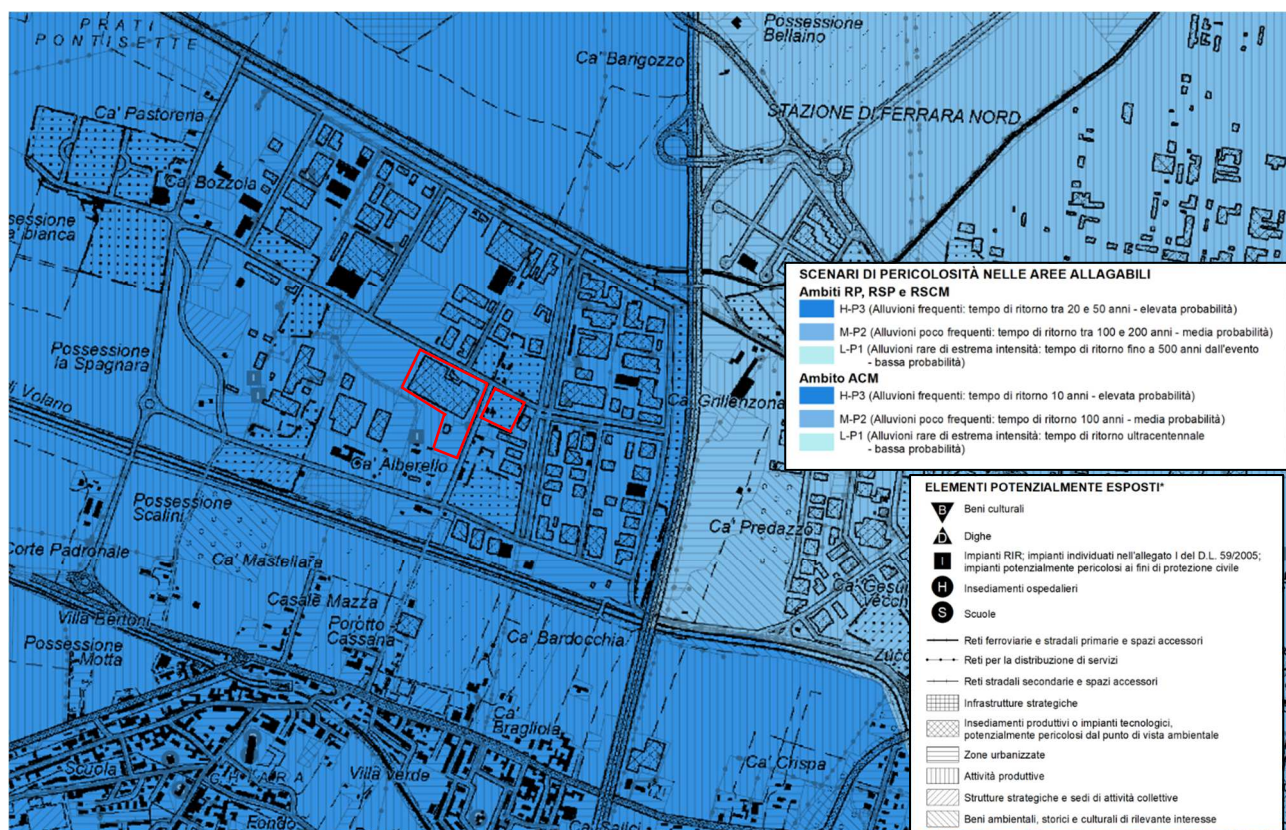 PRATI
PONTISETTE
Possessione
Bellaino
Ca' Barigozzo
Ca' Pastoreria
STAZIONE DI FERRARA NORD
Ca' Bozzola
ssessione
a' bianca
SCENARI DI PERICOLOSITÀ NELLE AREE ALLAGABILI
Ambiti RP, RSP e RSCM
H-P3 (Alluvioni frequenti: tempo di ritorno tra 20 e 50 anni - elevata probabilità)
M-P2 (Alluvioni poco frequenti: tempo di ritorno tra 100 e 200 anni - media probabilità)
L-P1 (Alluvioni rare di estrema intensità: tempo di ritorno fino a 500 anni dall'evento
- bassa probabilità)
Ambito ACM
H-P3 (Alluvioni frequenti: tempo di ritorno 10 anni - elevata probabilità)
M-P2 (Alluvioni poco frequenti: tempo di ritorno 100 anni - media probabilità)
L-P1 (Alluvioni rare di estrema intensità: tempo di ritorno ultracentennale
- bassa probabilità)
Possessione
la Spagnara
di Volano
Ca' Grillenzona
I
I
I
Ca' Alberello
Possessione
Scalini
Corte Padronale
Ca' Mastellara
Ca' Predazzo
Casale Mazza
Villa Bertoni
Porotto
Cassana
Ca' Bardocchia
Ca' Gesui
Vecch
Possessione
Motta
Zucc
Ca'
Bragliola
Scuola
GHIARA
Villa verde
Ca' Crispa
Fondo
Ca' Salici
ELEMENTI POTENZIALMENTE ESPOSTI*
B Beni culturali
D Dighe
I Impianti RIR; impianti individuati nell'allegato I del D.L. 59/2005;
impianti potenzialmente pericolosi ai fini di protezione civile
H Insediamenti ospedalieri
S Scuole
Reti ferroviarie e stradali primarie e spazi accessori
Reti per la distribuzione di servizi
Reti stradali secondarie e spazi accessori
Infrastrutture strategiche
Insediamenti produttivi o impianti tecnologici,
potenzialmente pericolosi dal punto di vista ambientale
Zone urbanizzate
Attività produttive
Strutture strategiche e sedi di attività collettive
Beni ambientali, storici e culturali di rilevante interesse